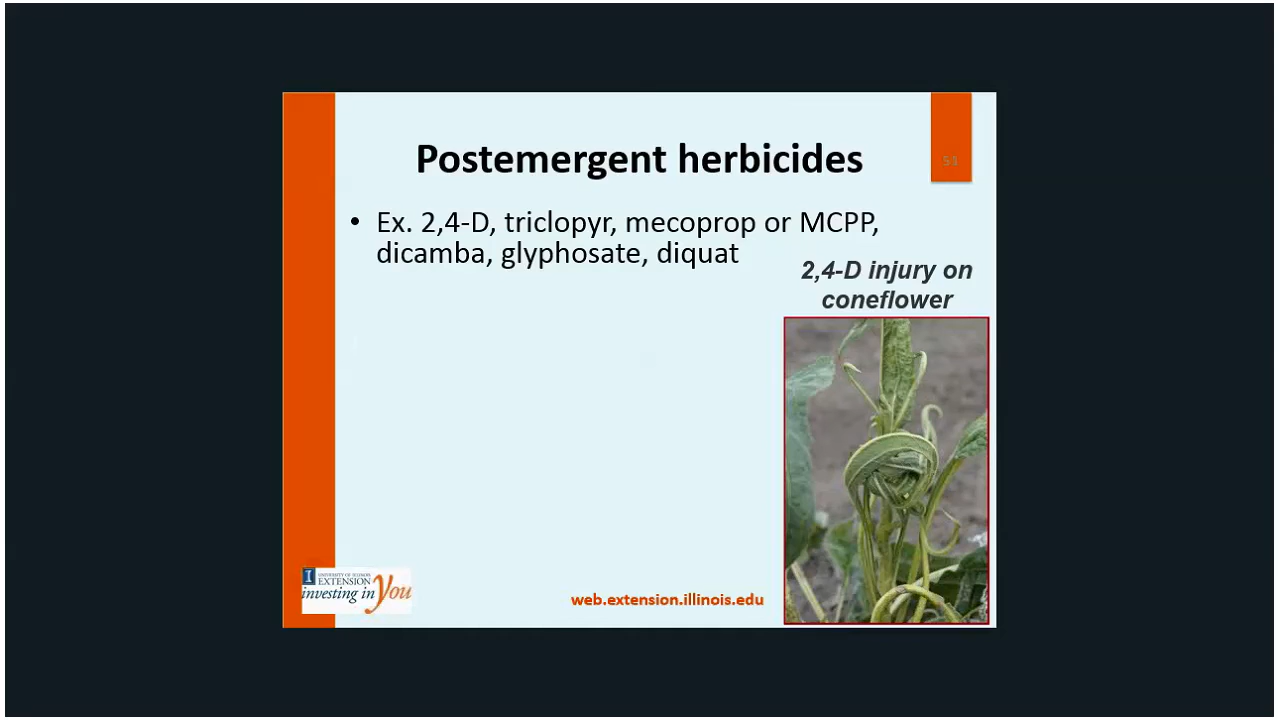 Postemergent herbicides
51
• Ex. 2,4-D, triclopyr, mecoprop or MCPP,
dicamba, glyphosate, diquat
2,4-D injury on
coneflower
I
UNIVERSITY OF ILLINOIS
EXTENSION
investing in You
web.extension.illinois.edu